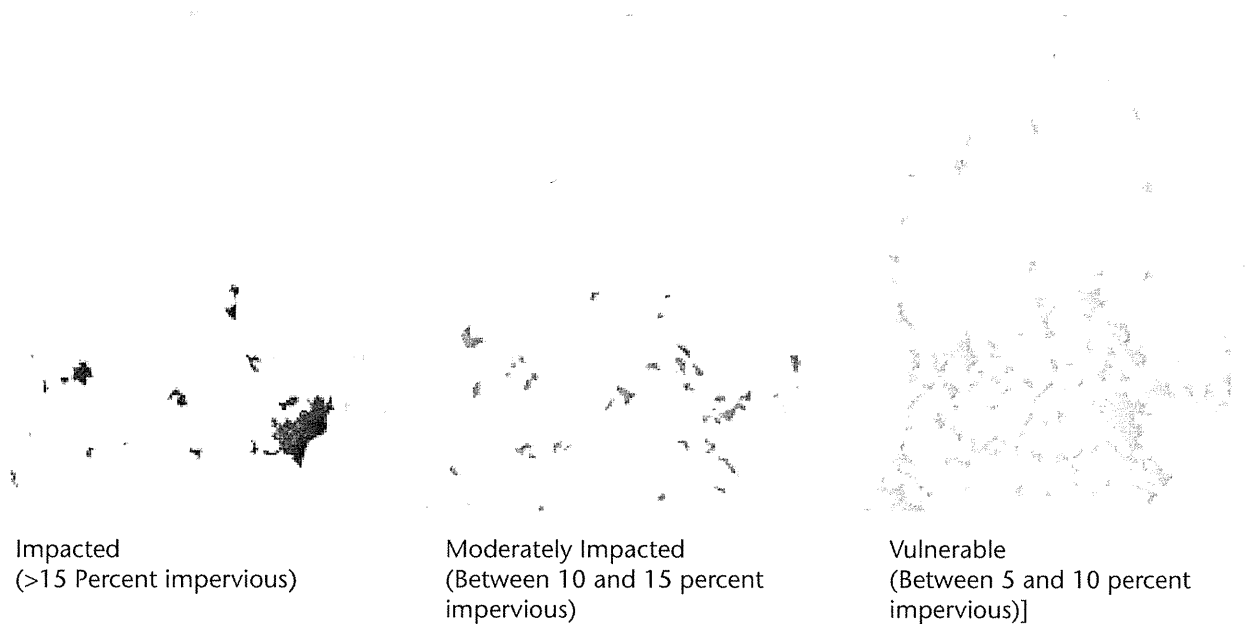 Impacted
(>15 Percent impervious)
Moderately Impacted
(Between 10 and 15 percent
impervious)
Vulnerable
(Between 5 and 10 percent
impervious)]